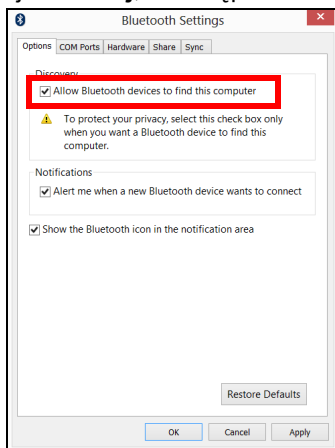 Bluetooth Settings
Options COM Ports Hardware Share Sync
Discovery
Allow Bluetooth devices to find this computer
To protect your privacy, select this check box only
when you want a Bluetooth device to find this
computer.
Notifications
Alert me when a new Bluetooth device wants to connect
Show the Bluetooth icon in the notification area
Restore Defaults
OK Cancel Apply